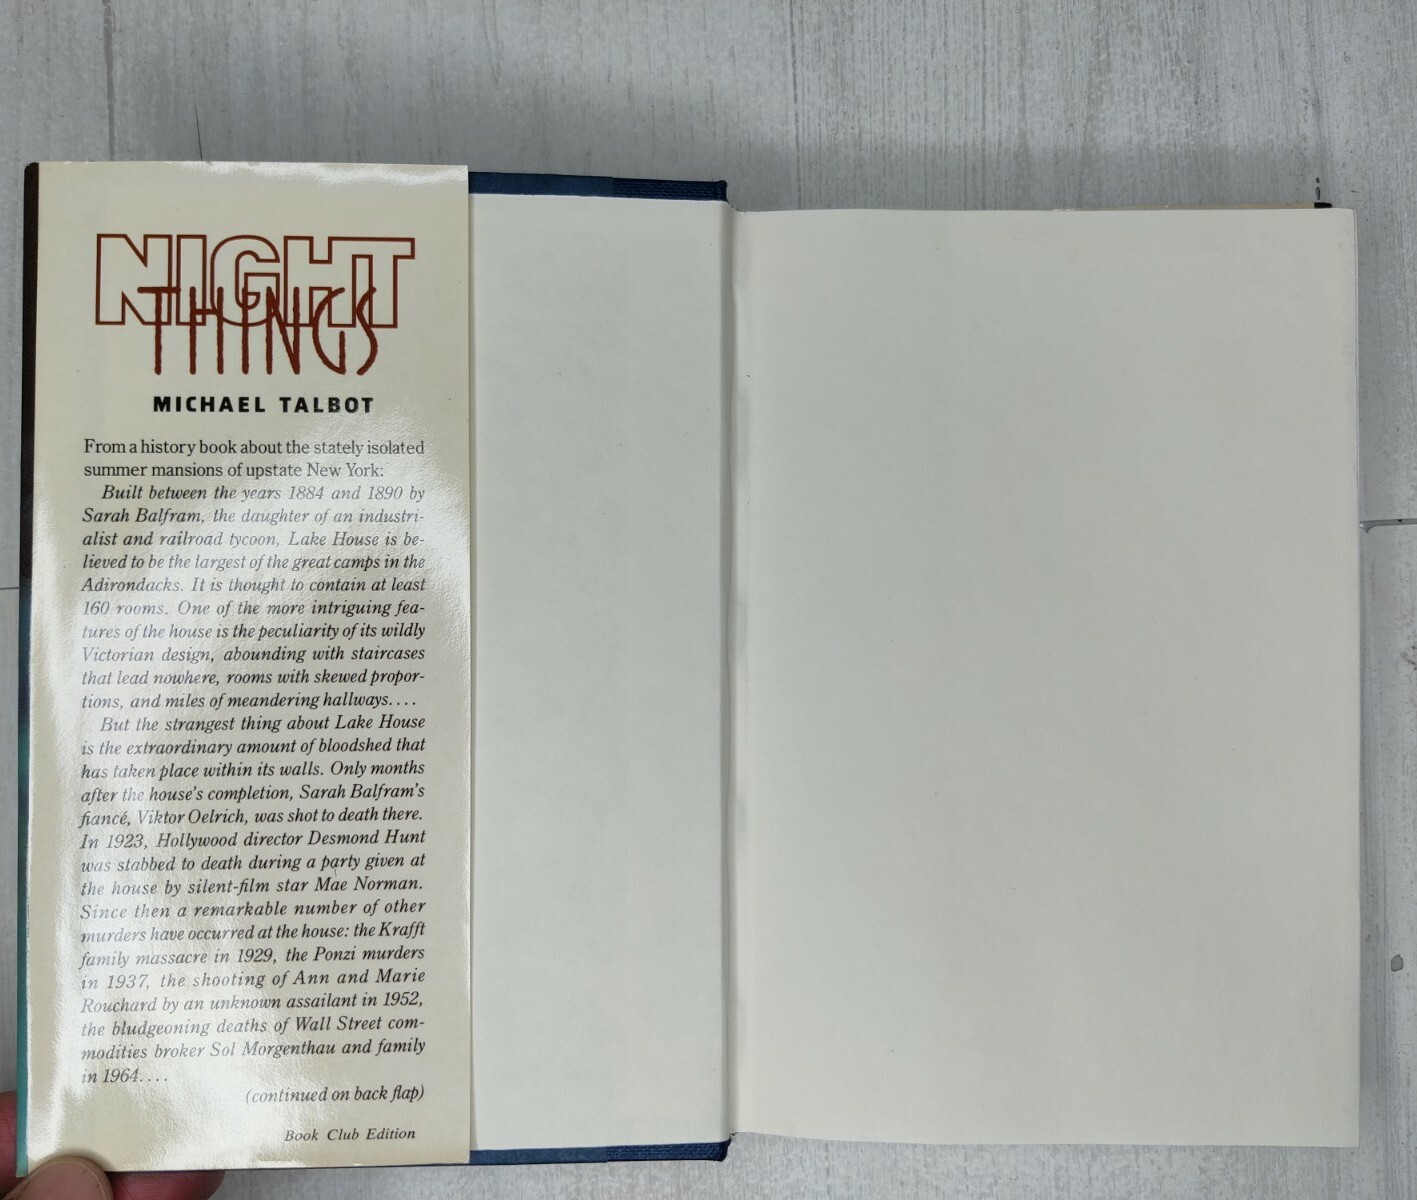 NIGHT
THINGS
MICHAEL TALBOT
From a history book about the stately isolated
summer mansions of upstate New York:
Built between the years 1884 and 1890 by
Sarah Balfram, the daughter of an industri-
alist and railroad tycoon, Lake House is be-
lieved to be the largest of the great camps in the
Adirondacks. It is thought to contain at least
160 rooms. One of the more intriguing fea-
tures of the house is the peculiarity of its wildly
Victorian design, abounding with staircases
that lead nowhere, rooms with skewed propor-
tions, and miles of meandering hallways....
But the strangest thing about Lake House
is the extraordinary amount of bloodshed that
has taken place within its walls. Only months
after the house's completion, Sarah Balfram's
fiancé, Viktor Oelrich, was shot to death there.
In 1923, Hollywood director Desmond Hunt
was stabbed to death during a party given at
the house by silent-film star Mae Norman.
Since then a remarkable number of other
murders have occurred at the house: the Krafft
family massacre in 1929, the Ponzi murders
in 1937, the shooting of Ann and Marie
Rouchard by an unknown assailant in 1952,
the bludgeoning deaths of Wall Street com-
modities broker Sol Morgenthau and family
in 1964....
(continued on back flap)
Book Club Edition